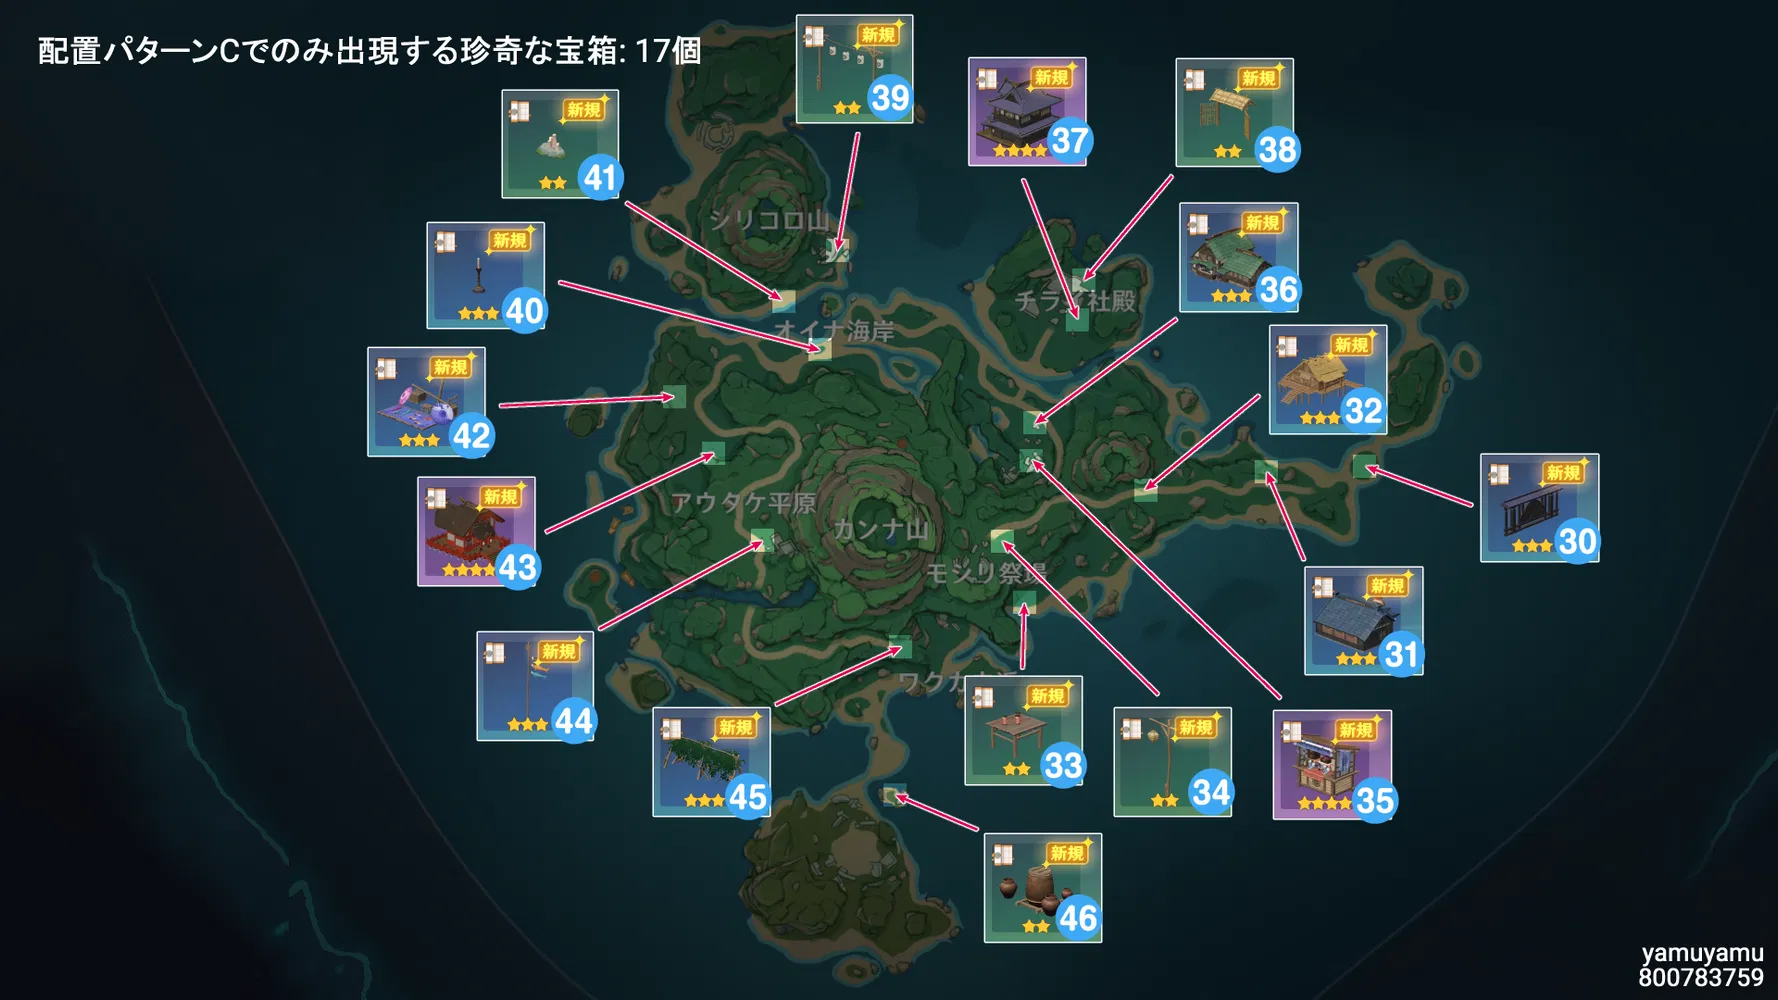 配置パターンCでのみ出現する珍奇な宝箱: 17個
新規
39
新規
37
新規
38
新規
41
新規
36
シリコロ山
新規
40
チライ社殿
オイナ海岸
新規
32
新規
42
新規
30
新規
43
アウタケ平原
カンナ山
モシリ祭場
新規
31
新規
44
ワクカ
新規
33
新規
34
新規
35
新規
45
新規
46
yamuyamu
800783759